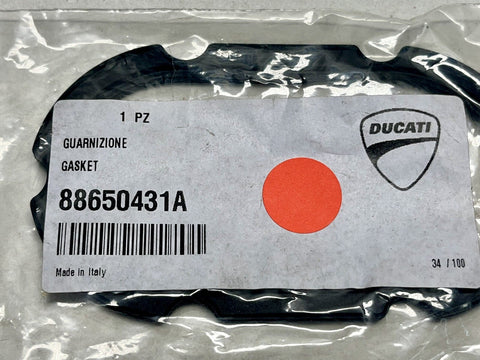 1 PZ
DUCATI
GUARNIZIONE
GASKET
88650431A
Made in Italy
34 / 100